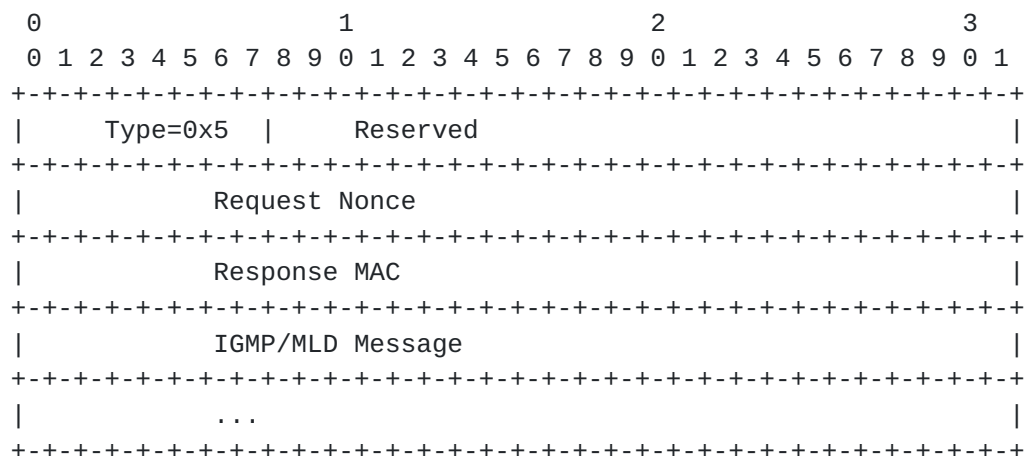 0                   1                   2                   3
0 1 2 3 4 5 6 7 8 9 0 1 2 3 4 5 6 7 8 9 0 1 2 3 4 5 6 7 8 9 0 1
+-+-+-+-+-+-+-+-+-+-+-+-+-+-+-+-+-+-+-+-+-+-+-+-+-+-+-+-+-+-+-+-+
|     Type=0x5  |     Reserved                                  |
+-+-+-+-+-+-+-+-+-+-+-+-+-+-+-+-+-+-+-+-+-+-+-+-+-+-+-+-+-+-+-+-+
|            Request Nonce                                      |
+-+-+-+-+-+-+-+-+-+-+-+-+-+-+-+-+-+-+-+-+-+-+-+-+-+-+-+-+-+-+-+-+
|            Response MAC                                       |
+-+-+-+-+-+-+-+-+-+-+-+-+-+-+-+-+-+-+-+-+-+-+-+-+-+-+-+-+-+-+-+-+
|            IGMP/MLD Message                                   |
+-+-+-+-+-+-+-+-+-+-+-+-+-+-+-+-+-+-+-+-+-+-+-+-+-+-+-+-+-+-+-+-+
|            ...                                                |
+-+-+-+-+-+-+-+-+-+-+-+-+-+-+-+-+-+-+-+-+-+-+-+-+-+-+-+-+-+-+-+-+